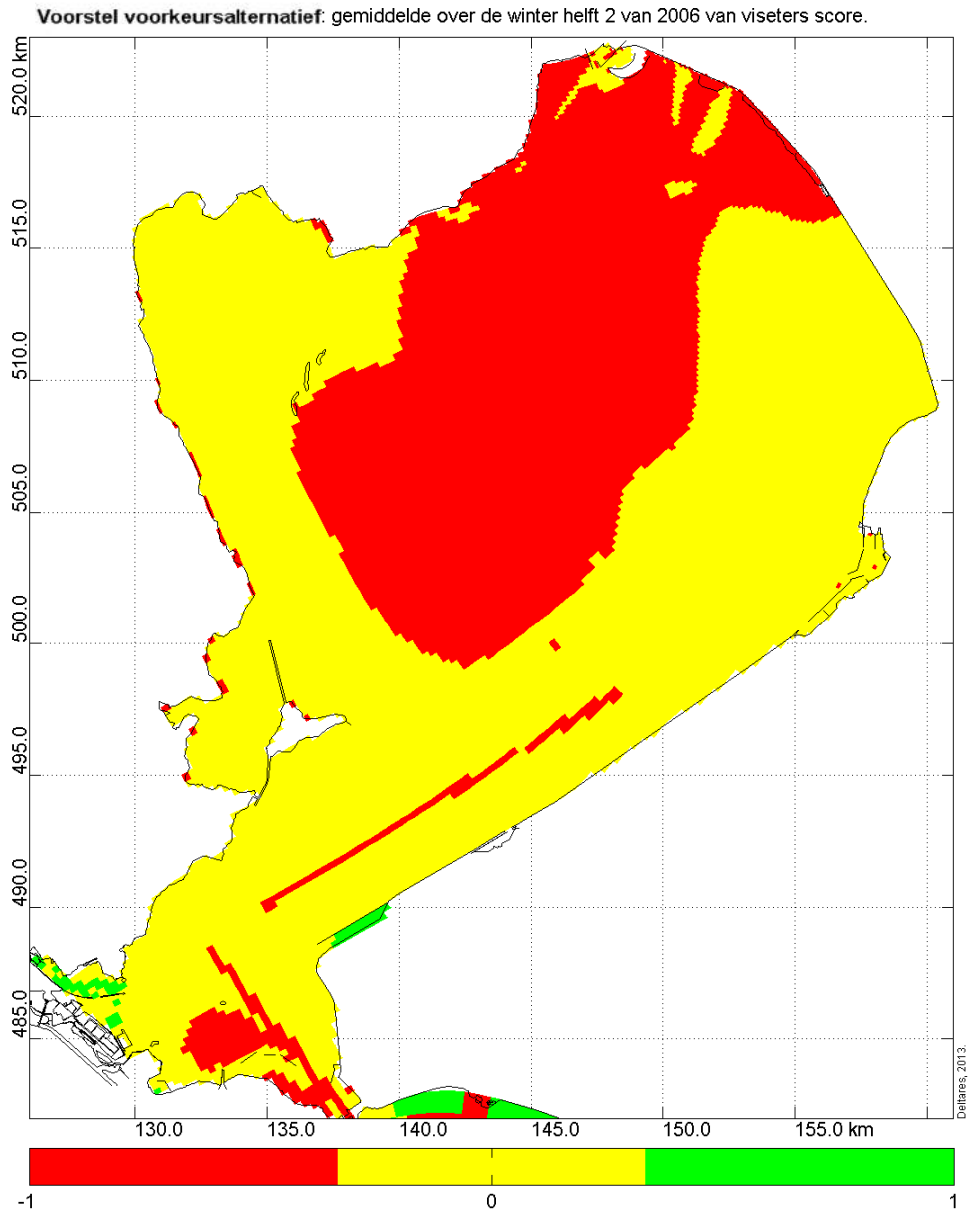 Voorstel voorkeursalternatief: gemiddelde over de winter helft 2 van 2006 van viseters score.
520.0 km
515.0
510.0
505.0
500.0
495.0
490.0
485.0
130.0 135.0 140.0 145.0 150.0 155.0 km
Deltares, 2013.
-1 0 1